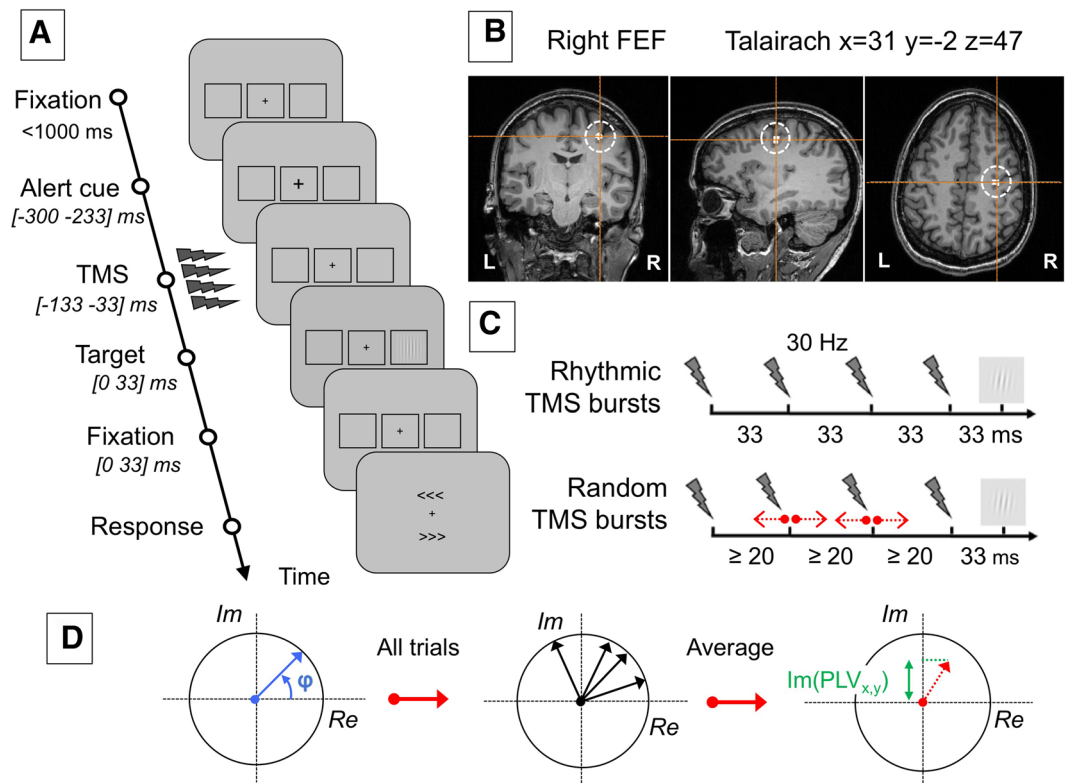 A
Fixation
<1000 ms
Alert cue
[-300 -233] ms
TMS
[-133 -33] ms
Target
[0 33] ms
Fixation
[0 33] ms
Response
Time
+
+
+
+
+
<<<
+
>>>
B
Right FEF
Talairach x=31 y=-2 z=47
L
R
L
R
C
30 Hz
Rhythmic
TMS bursts
33
33
33
33 ms
Random
TMS bursts
≥ 20
≥ 20
≥ 20
33 ms
D
Im
φ
Re
All trials
Im
Re
Average
Im
Im(PLVx,y)
Re